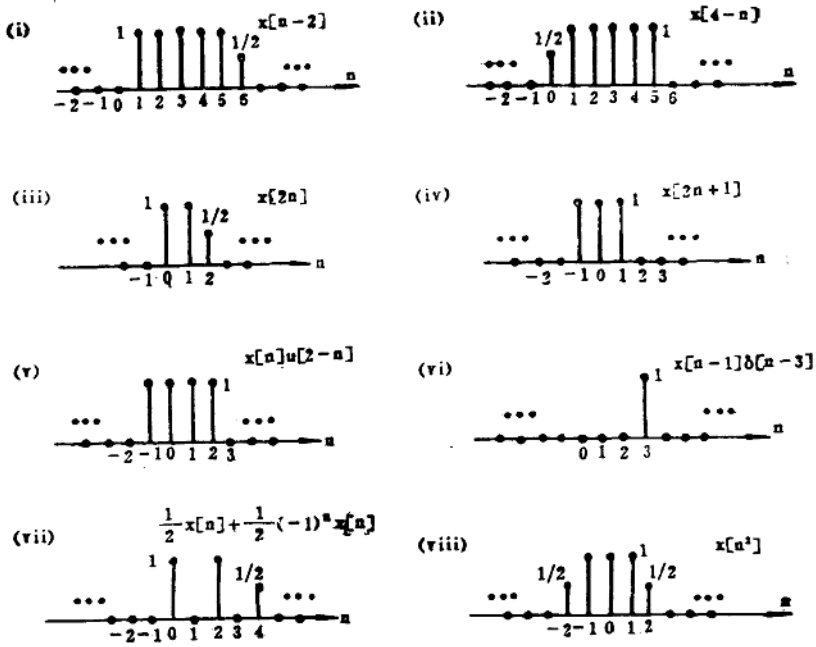 (i) 1 x[n-2] 1/2
... ... n
-2 -1 0 1 2 3 4 5 6
(ii) 1/2 x[4-n] 1
... ... n
-2 -1 0 1 2 3 4 5 6
(iii) 1 x[2n] 1/2
... ... n
-1 0 1 2
(iv) x[2n+1] 1
... ... n
-2 -1 0 1 2 3
(v) x[n]u[2-n] 1
... ... n
-2 -1 0 1 2 3
(vi) 1 x[n-1]δ[n-3]
... ... n
0 1 2 3
(vii) 1/2 x[n] + 1/2 (-1)ⁿ x[n]
1 1/2
... ... n
-2 -1 0 1 2 3 4
(viii) x[n²]
1/2 1 1/2
... ... n
-2 -1 0 1 2